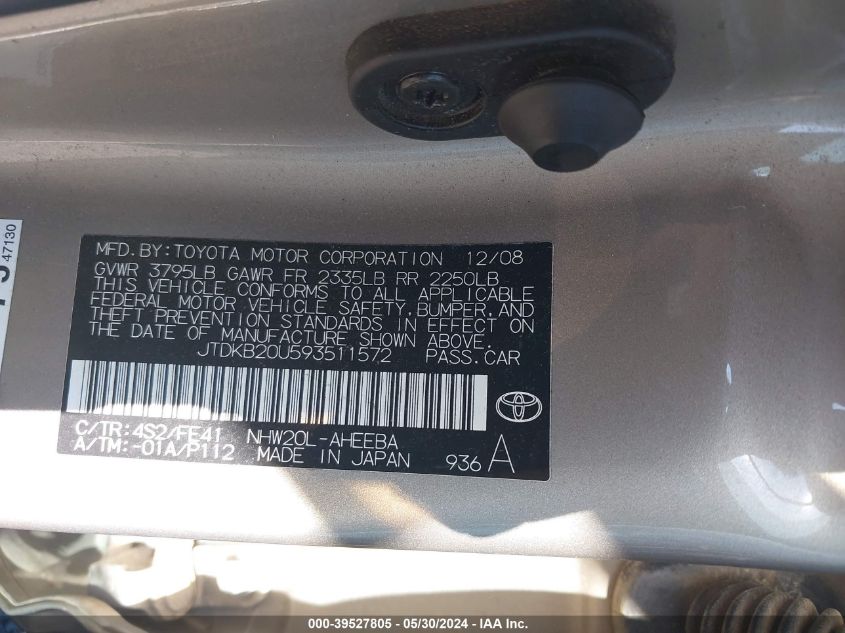 47130
MFD. BY: TOYOTA MOTOR CORPORATION 12/08
GVWR 3795LB GAWR FR 2335LB RR 2250LB
THIS VEHICLE CONFORMS TO ALL APPLICABLE
FEDERAL MOTOR VEHICLE SAFETY, BUMPER, AND
THEFT PREVENTION STANDARDS IN EFFECT ON
THE DATE OF MANUFACTURE SHOWN ABOVE.
JTDKB20U593511572 PASS. CAR
C/TR: 4S2/FE41 NHW20L-AHEEBA
A/TM: -01A/P112 MADE IN JAPAN 936 A
000-39527805 - 05/30/2024 - IAA Inc.